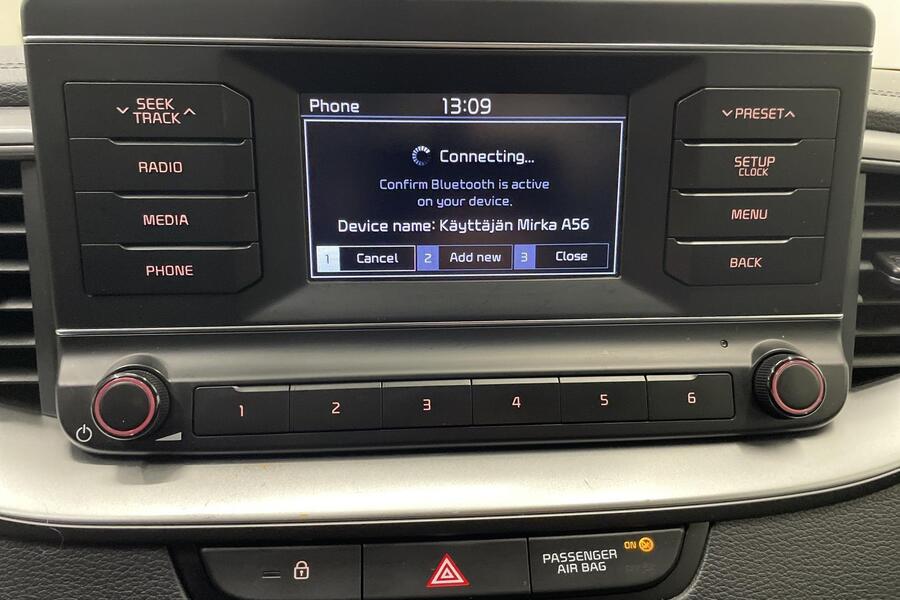 Phone 13:09
Connecting...
Confirm Bluetooth is active
on your device.
Device name: Käyttäjän Mirka A56
1 Cancel 2 Add new 3 Close
SEEK
TRACK
RADIO
MEDIA
PHONE
PRESET
SETUP
CLOCK
MENU
BACK
1 2 3 4 5 6
PASSENGER
AIR BAG
ON